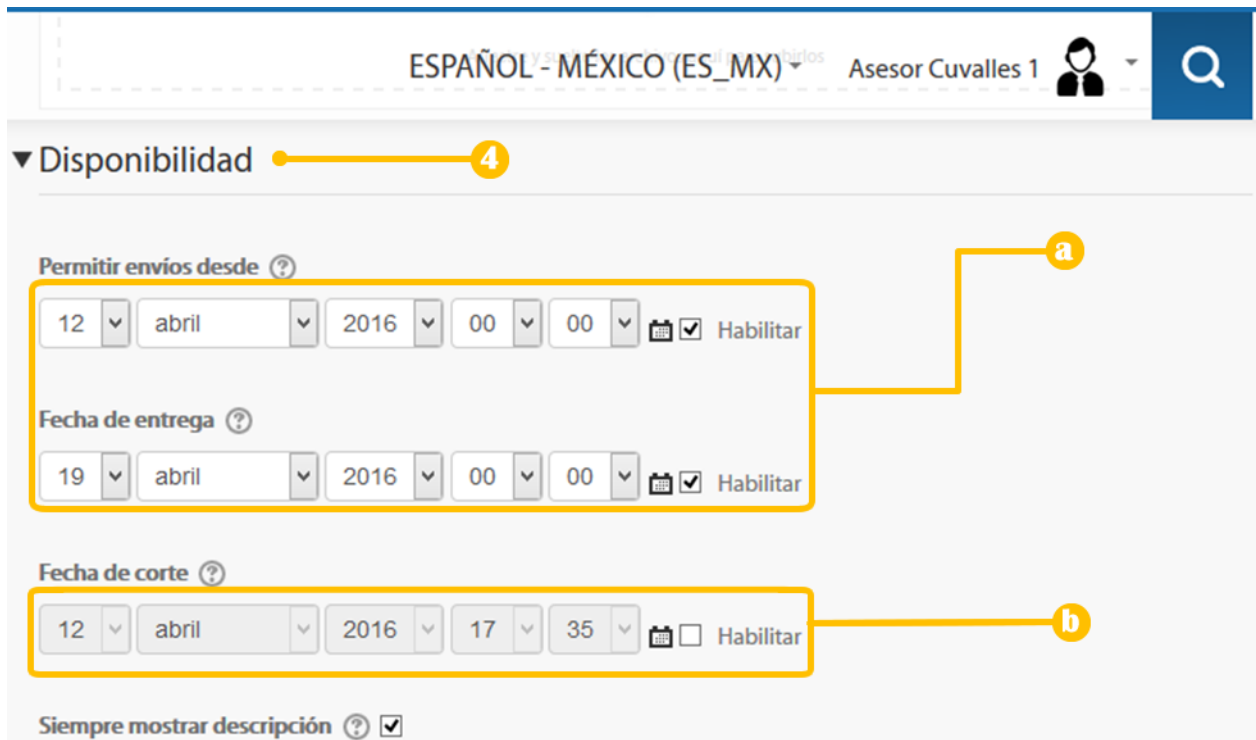 ESPAÑOL - MÉXICO (ES_MX) Asesor Cuvalles 1
Disponibilidad 4
a
Permitir envíos desde ?
12 abril 2016 00 00 Habilitar
Fecha de entrega ?
19 abril 2016 00 00 Habilitar
Fecha de corte ?
12 abril 2016 17 35 Habilitar b
Siempre mostrar descripción ?